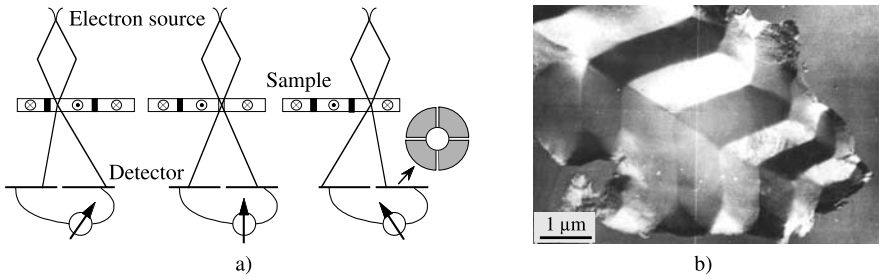 Electron source
Sample
Detector
a)
1 µm
b)